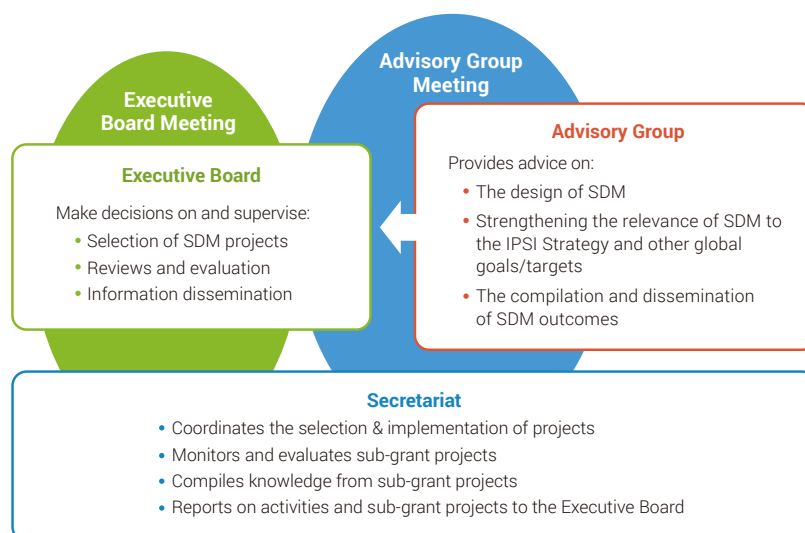 Executive
Board Meeting
Advisory Group
Meeting
Executive Board
Make decisions on and supervise:
• Selection of SDM projects
• Reviews and evaluation
• Information dissemination
Advisory Group
Provides advice on:
• The design of SDM
• Strengthening the relevance of SDM to
the IPSI Strategy and other global
goals/targets
• The compilation and dissemination
of SDM outcomes
Secretariat
• Coordinates the selection & implementation of projects
• Monitors and evaluates sub-grant projects
• Compiles knowledge from sub-grant projects
• Reports on activities and sub-grant projects to the Executive Board